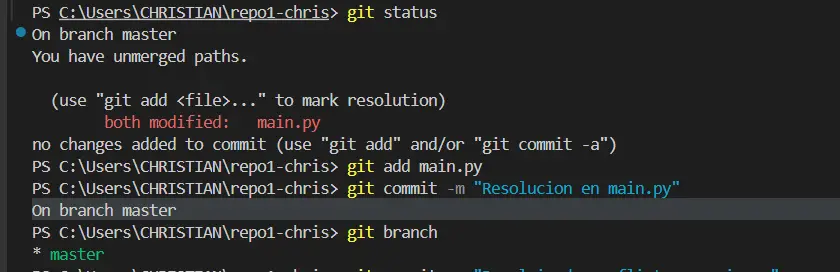 PS C:\Users\CHRISTIAN\repo1-chris> git status
On branch master
You have unmerged paths.
(use "git add <file>..." to mark resolution)
both modified:   main.py
no changes added to commit (use "git add" and/or "git commit -a")
PS C:\Users\CHRISTIAN\repo1-chris> git add main.py
PS C:\Users\CHRISTIAN\repo1-chris> git commit -m "Resolucion en main.py"
On branch master
PS C:\Users\CHRISTIAN\repo1-chris> git branch
* master